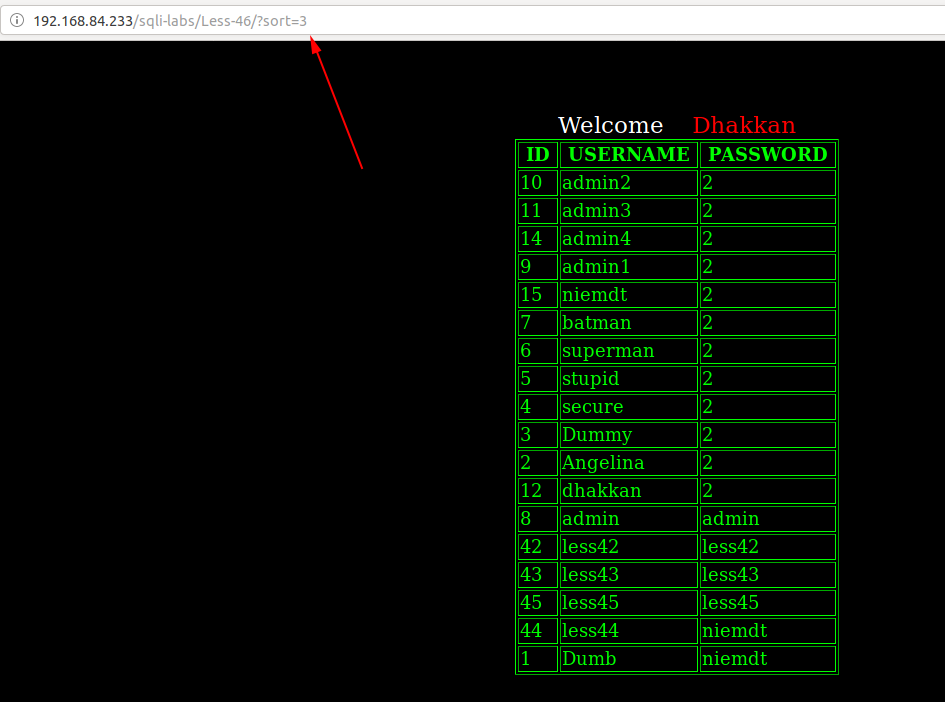 192.168.84.233/sqli-labs/Less-46/?sort=3
Welcome Dhakkan
ID USERNAME PASSWORD
10 admin2 2
11 admin3 2
14 admin4 2
9 admin1 2
15 niemdt 2
7 batman 2
6 superman 2
5 stupid 2
4 secure 2
3 Dummy 2
2 Angelina 2
12 dhakkan 2
8 admin admin
42 less42 less42
43 less43 less43
45 less45 less45
44 less44 niemdt
1 Dumb niemdt